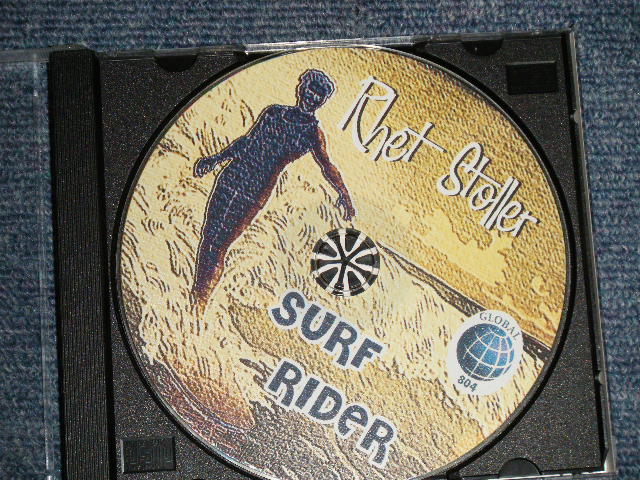 Rhet Stoller
SURF
RIDeR
GLOBAL
804